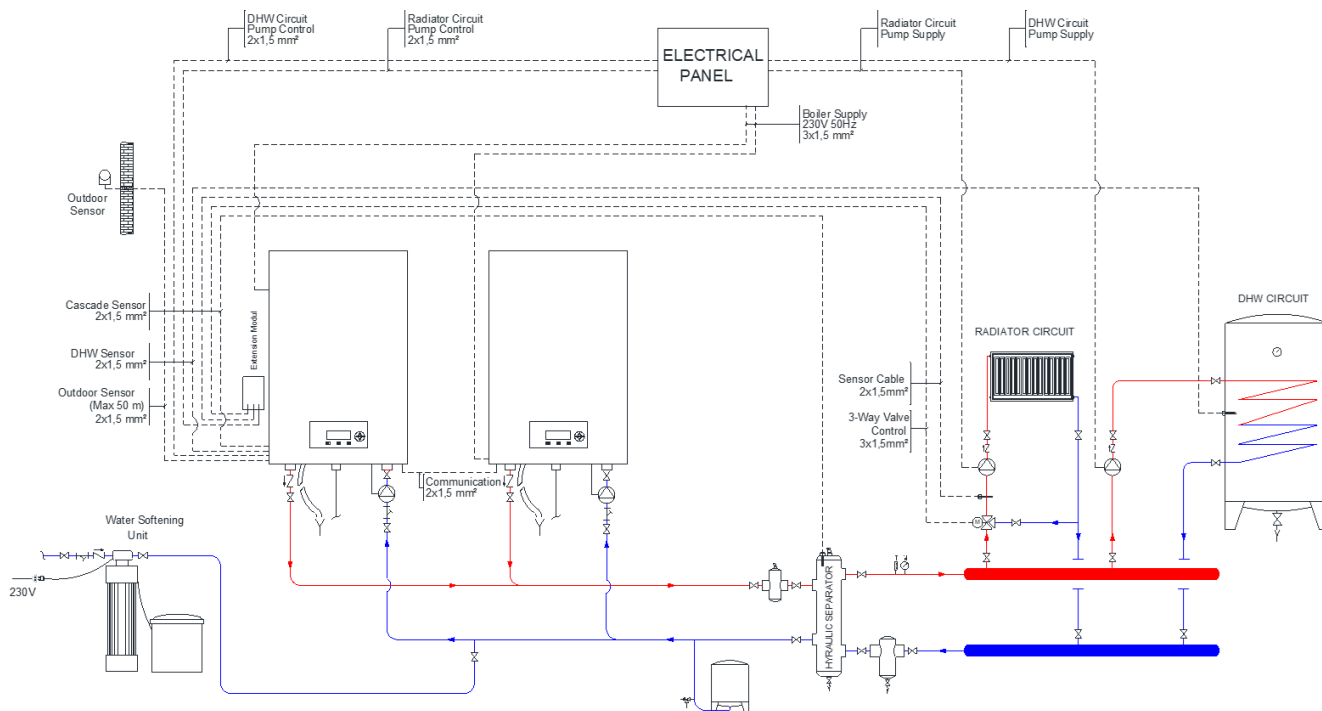 DHW Circuit
Pump Control
2x1,5 mm²
Radiator Circuit
Pump Control
2x1,5 mm²
ELECTRICAL
PANEL
Radiator Circuit
Pump Supply
DHW Circuit
Pump Supply
Boiler Supply
230V 50Hz
3x1,5 mm²
Outdoor
Sensor
Cascade Sensor
2x1,5 mm²
DHW Sensor
2x1,5 mm²
Outdoor Sensor
(Max 50 m)
2x1,5 mm²
Extension Modul
Communication
2x1,5 mm²
Sensor Cable
2x1,5mm²
3-Way Valve
Control
3x1,5mm²
RADIATOR CIRCUIT
DHW CIRCUIT
M
Water Softening
Unit
230V
HYRAULIC SEPARATOR